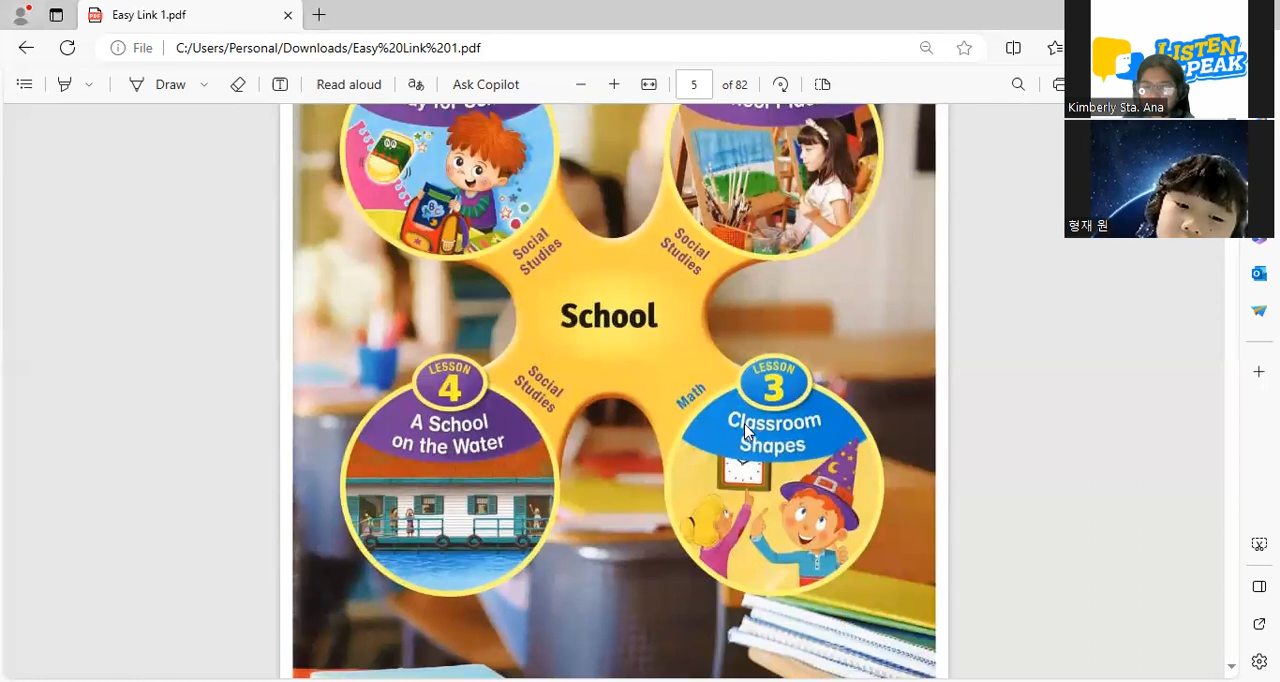 Easy Link 1.pdf
File
C:/Users/Personal/Downloads/Easy%20Link%201.pdf
Draw
Read aloud
Ask Copilot
5
of 82
LISTEN
SPEAK
Kimberly Sta. Ana
형재 원
Social
Studies
Social
Studies
School
LESSON
4
Social
Studies
A School
on the Water
Math
LESSON
3
Classroom
Shapes